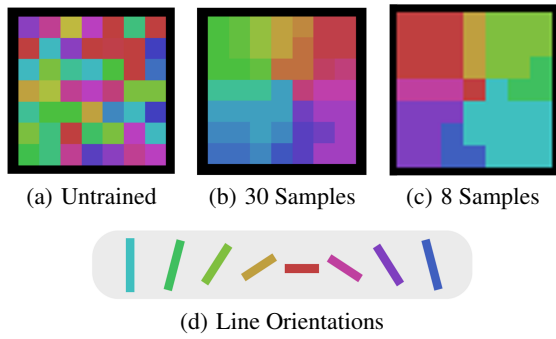 (a) Untrained
(b) 30 Samples
(c) 8 Samples
(d) Line Orientations